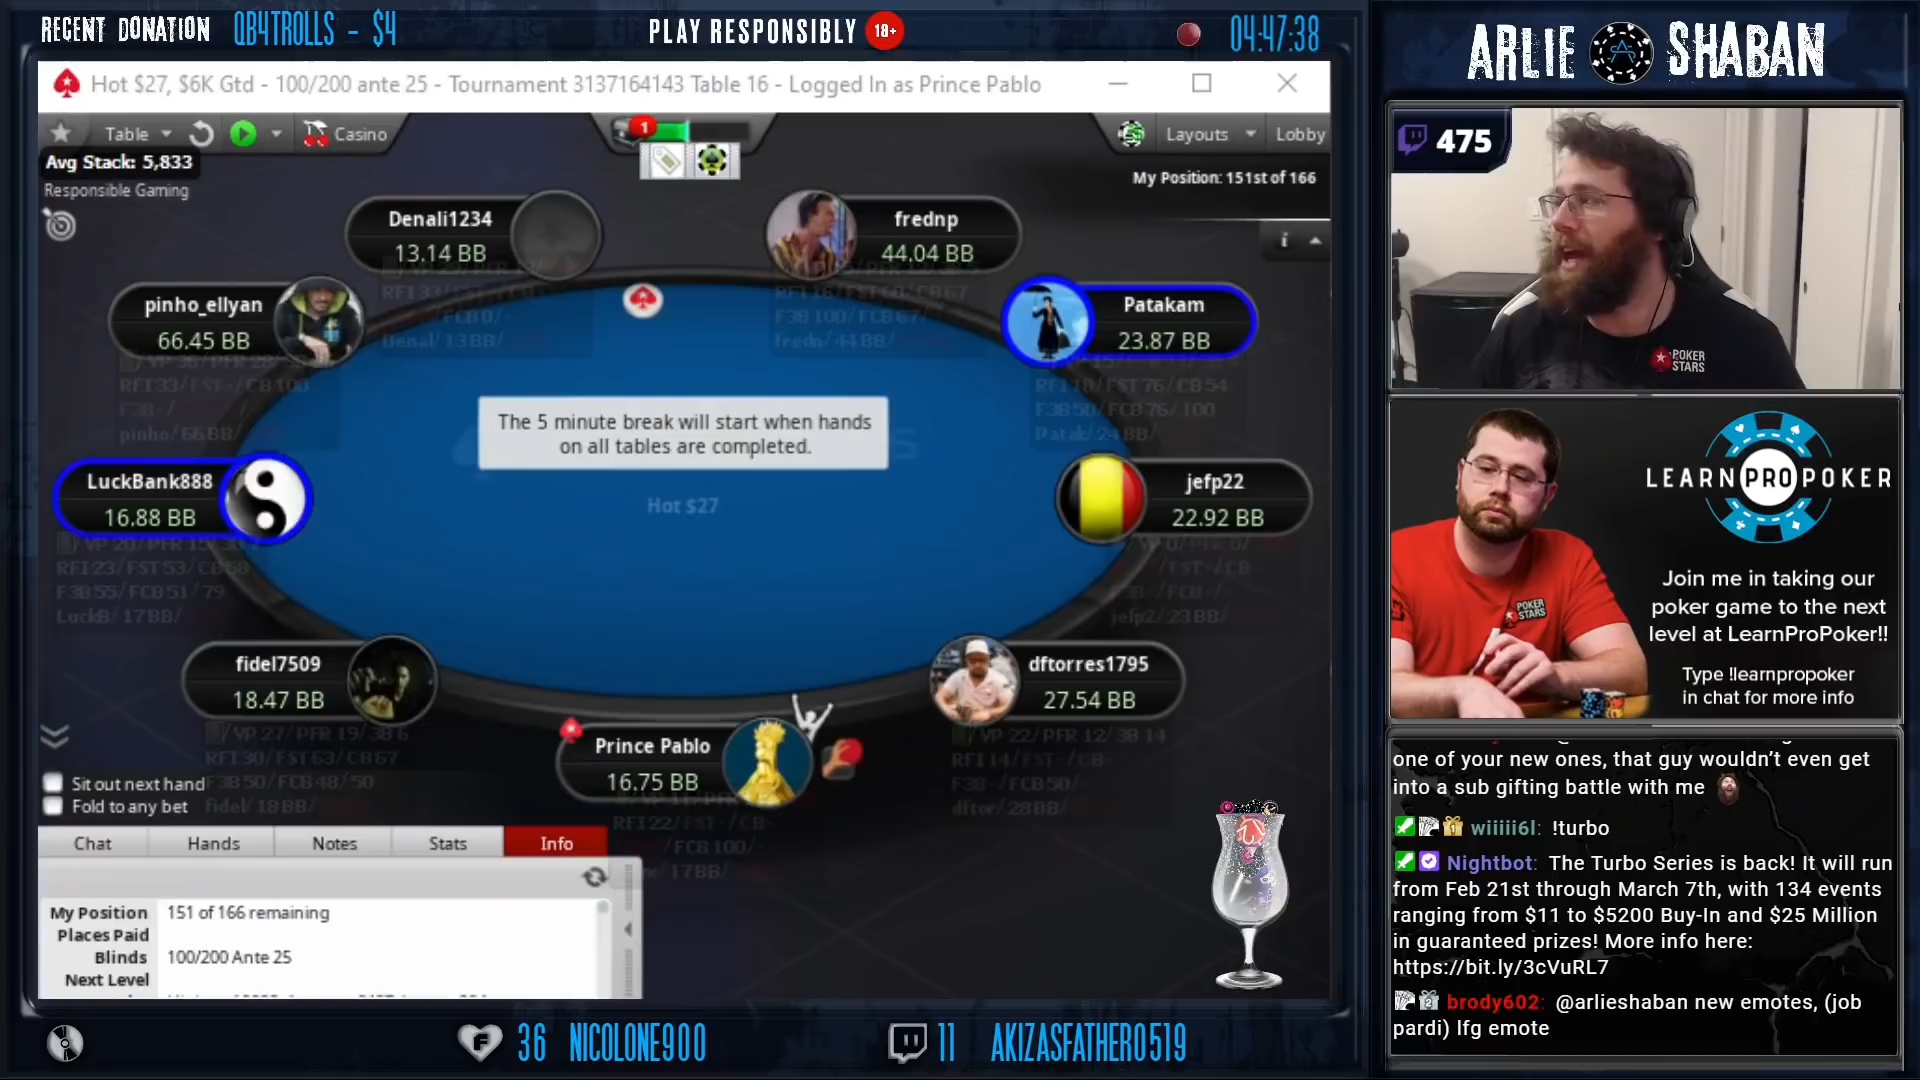 RECENT DONATION QB4TROLLS - $4
PLAY RESPONSIBLY 18+
04:47:38
ARLIE SHABAN
Hot $27, $6K Gtd - 100/200 ante 25 - Tournament 3137164143 Table 16 - Logged In as Prince Pablo
Table
Casino
1
Layouts
Lobby
Avg Stack: 5,833
Responsible Gaming
My Position: 151st of 166
475
Denali1234
13.14 BB
frednp
44.04 BB
pinho_ellyan
66.45 BB
Patakam
23.87 BB
The 5 minute break will start when hands
on all tables are completed.
Hot $27
LuckBank888
16.88 BB
jefp22
22.92 BB
fidel7509
18.47 BB
dftorres1795
27.54 BB
Prince Pablo
16.75 BB
Sit out next hand
Fold to any bet
Chat
Hands
Notes
Stats
Info
My Position 151 of 166 remaining
Places Paid
Blinds 100/200 Ante 25
Next Level
POKER
STARS
POKER
STARS
LEARN PRO POKER
Join me in taking our
poker game to the next
level at LearnProPoker!!
Type !learnpropoker
in chat for more info
one of your new ones, that guy wouldn't even get
into a sub gifting battle with me
wiiiii6l: !turbo
Nightbot: The Turbo Series is back! It will run
from Feb 21st through March 7th, with 134 events
ranging from $11 to $5200 Buy-In and $25 Million
in guaranteed prizes! More info here:
https://bit.ly/3cVuRL7
brody602: @arlieshaban new emotes, (job
pardi) lfg emote
36 NICOLONE900
11 AKIZASFATHER0519